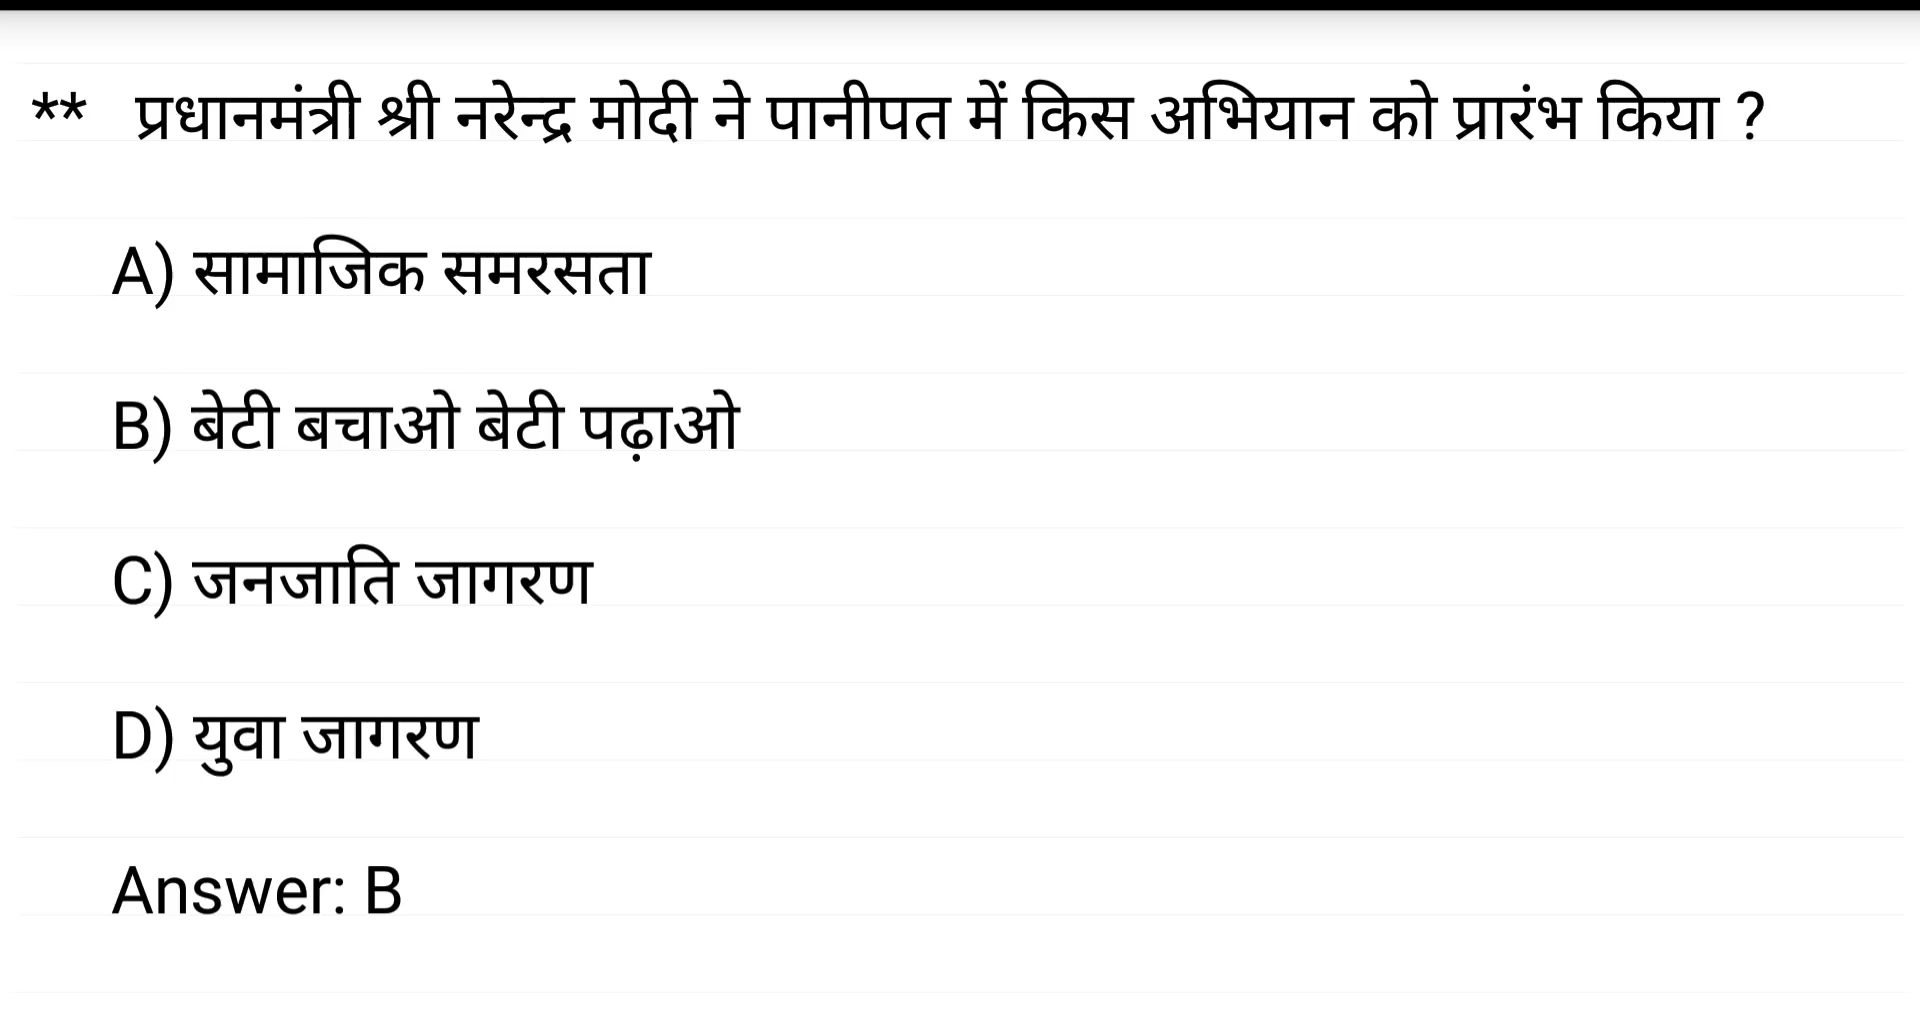 ** प्रधानमंत्री श्री नरेन्द्र मोदी ने पानीपत में किस अभियान को प्रारंभ किया ?
A) सामाजिक समरसता
B) बेटी बचाओ बेटी पढ़ाओ
C) जनजाति जागरण
D) युवा जागरण
Answer: B